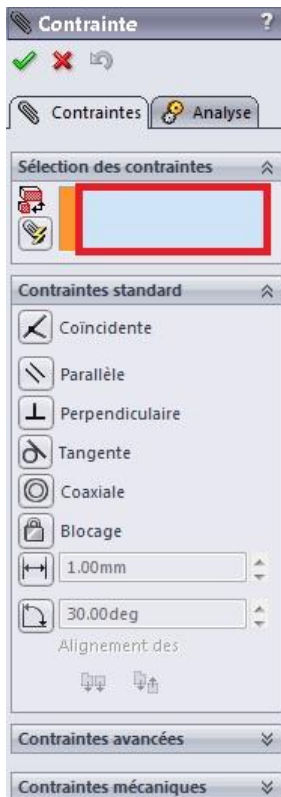 Contrainte ?
Contraintes Analyse
Sélection des contraintes
Contraintes standard
Coïncidente
Parallèle
Perpendiculaire
Tangente
Coaxiale
Blocage
1.00mm
30.00deg
Alignement des
Contraintes avancées
Contraintes mécaniques